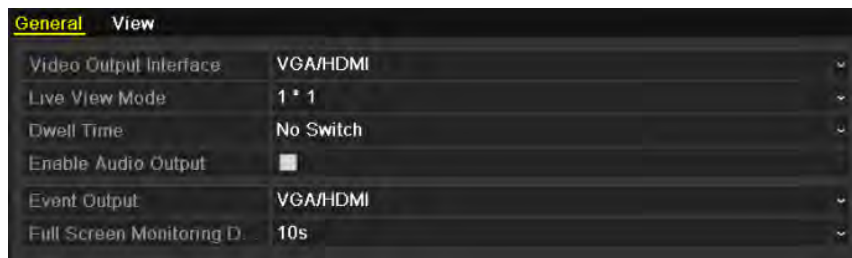 General View
Video Output Interface VGA/HDMI
Live View Mode 1 * 1
Dwell Time No Switch
Enable Audio Output
Event Output VGA/HDMI
Full Screen Monitoring D... 10s